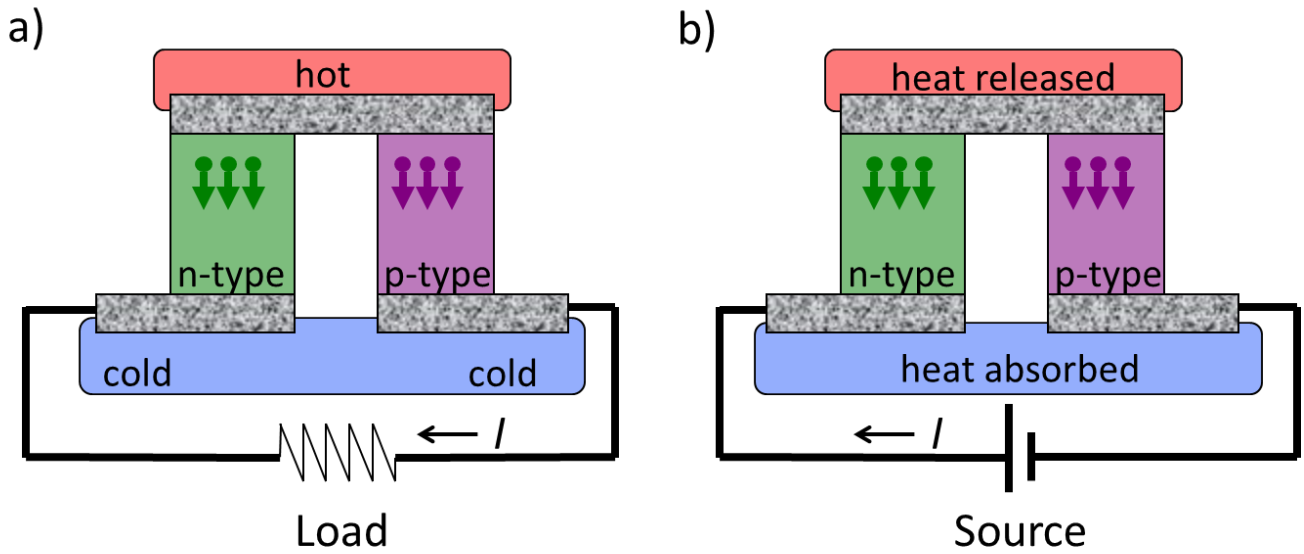 a)
hot
n-type
p-type
cold
cold
I
Load
b)
heat released
n-type
p-type
heat absorbed
I
Source